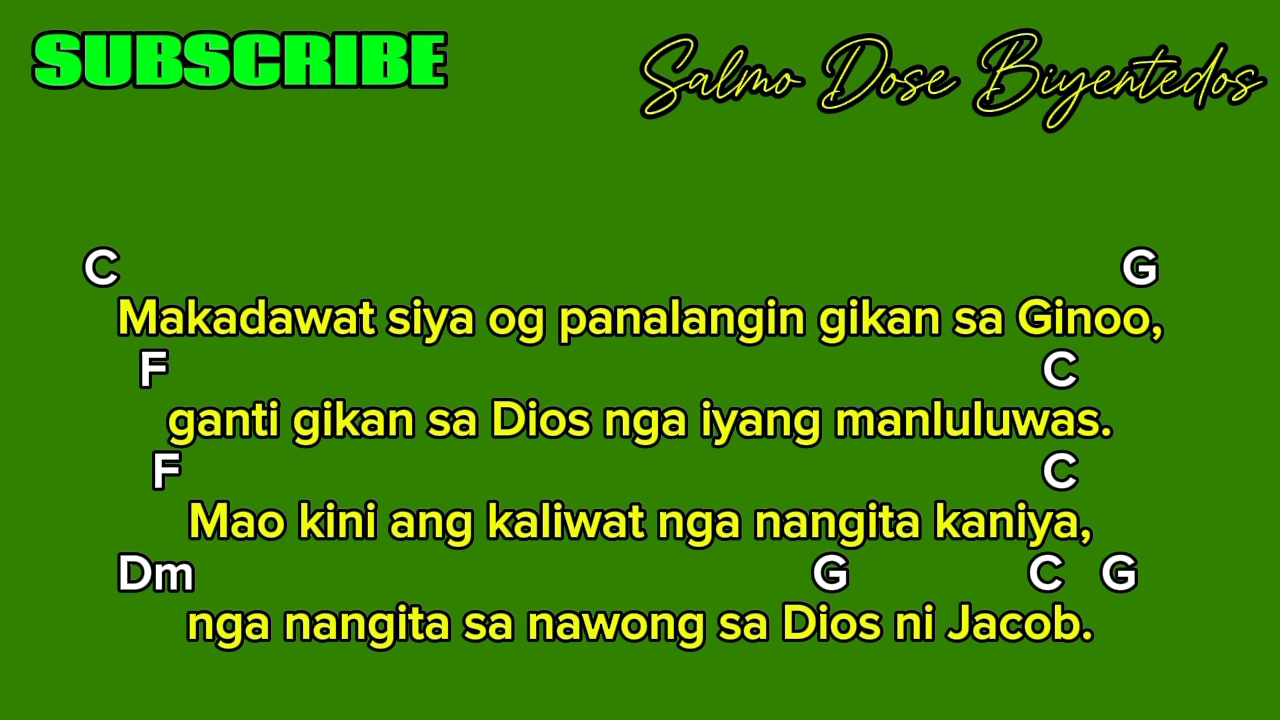 SUBSCRIBE
Salmo Dose Biyentedos
C G
Makadawat siya og panalangin gikan sa Ginoo,
F C
ganti gikan sa Dios nga iyang manluluwas.
F C
Mao kini ang kaliwat nga nangita kaniya,
Dm G C G
nga nangita sa nawong sa Dios ni Jacob.